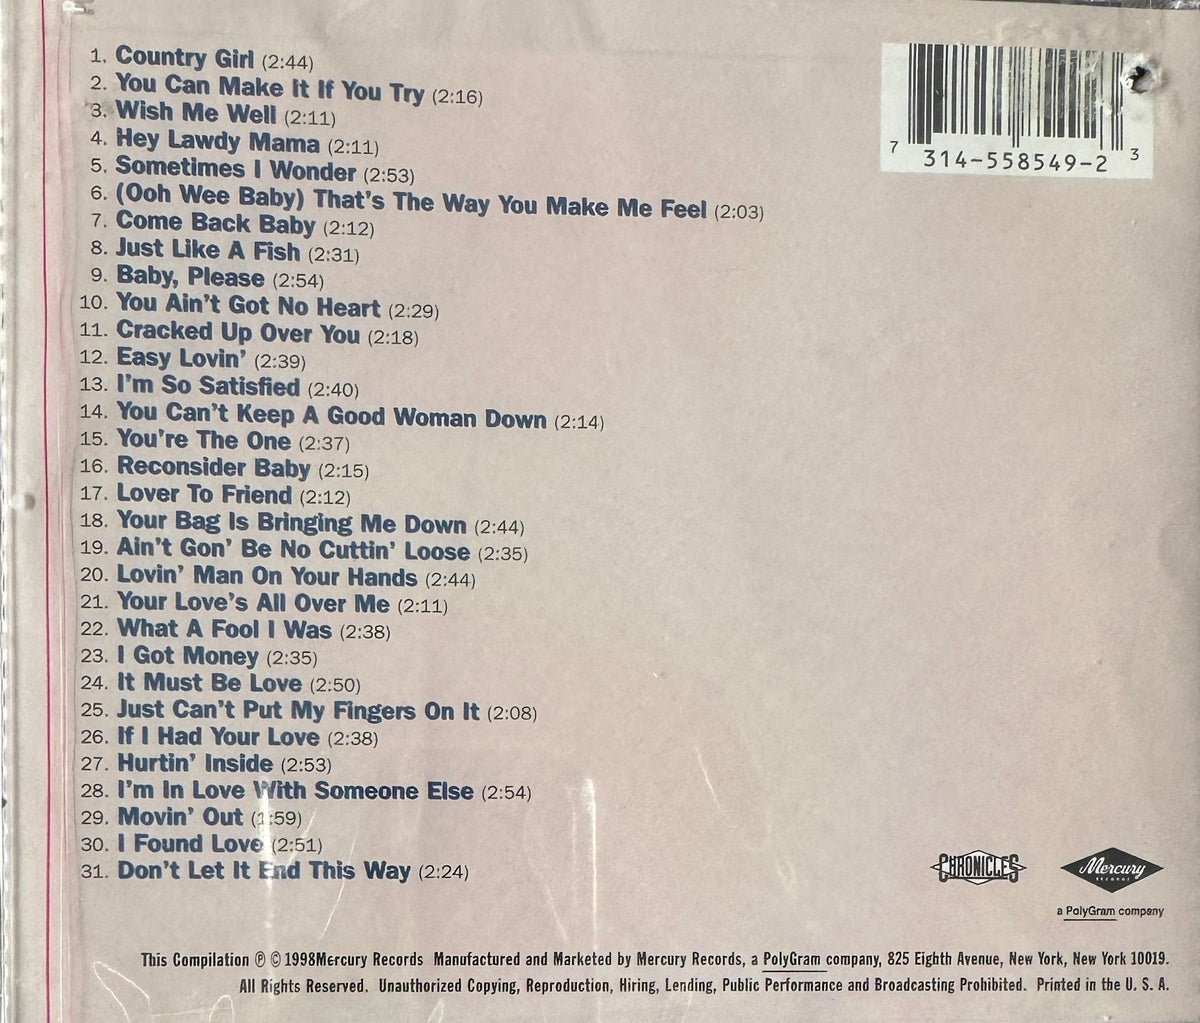 1. Country Girl (2:44)
2. You Can Make It If You Try (2:16)
3. Wish Me Well (2:11)
4. Hey Lawdy Mama (2:11)
5. Sometimes I Wonder (2:53)
6. (Ooh Wee Baby) That's The Way You Make Me Feel (2:03)
7. Come Back Baby (2:12)
8. Just Like A Fish (2:31)
9. Baby, Please (2:54)
10. You Ain't Got No Heart (2:29)
11. Cracked Up Over You (2:18)
12. Easy Lovin' (2:39)
13. I'm So Satisfied (2:40)
14. You Can't Keep A Good Woman Down (2:14)
15. You're The One (2:37)
16. Reconsider Baby (2:15)
17. Lover To Friend (2:12)
18. Your Bag Is Bringing Me Down (2:44)
19. Ain't Gon' Be No Cuttin' Loose (2:35)
20. Lovin' Man On Your Hands (2:44)
21. Your Love's All Over Me (2:11)
22. What A Fool I Was (2:38)
23. I Got Money (2:35)
24. It Must Be Love (2:50)
25. Just Can't Put My Fingers On It (2:08)
26. If I Had Your Love (2:38)
27. Hurtin' Inside (2:53)
28. I'm In Love With Someone Else (2:54)
29. Movin' Out (1:59)
30. I Found Love (2:51)
31. Don't Let It End This Way (2:24)
7 314-558549-2 3
CHRONICLES
Mercury
RECORDS
a PolyGram company
This Compilation ℗ © 1998Mercury Records Manufactured and Marketed by Mercury Records, a PolyGram company, 825 Eighth Avenue, New York, New York 10019.
All Rights Reserved. Unauthorized Copying, Reproduction, Hiring, Lending, Public Performance and Broadcasting Prohibited. Printed in the U. S. A.